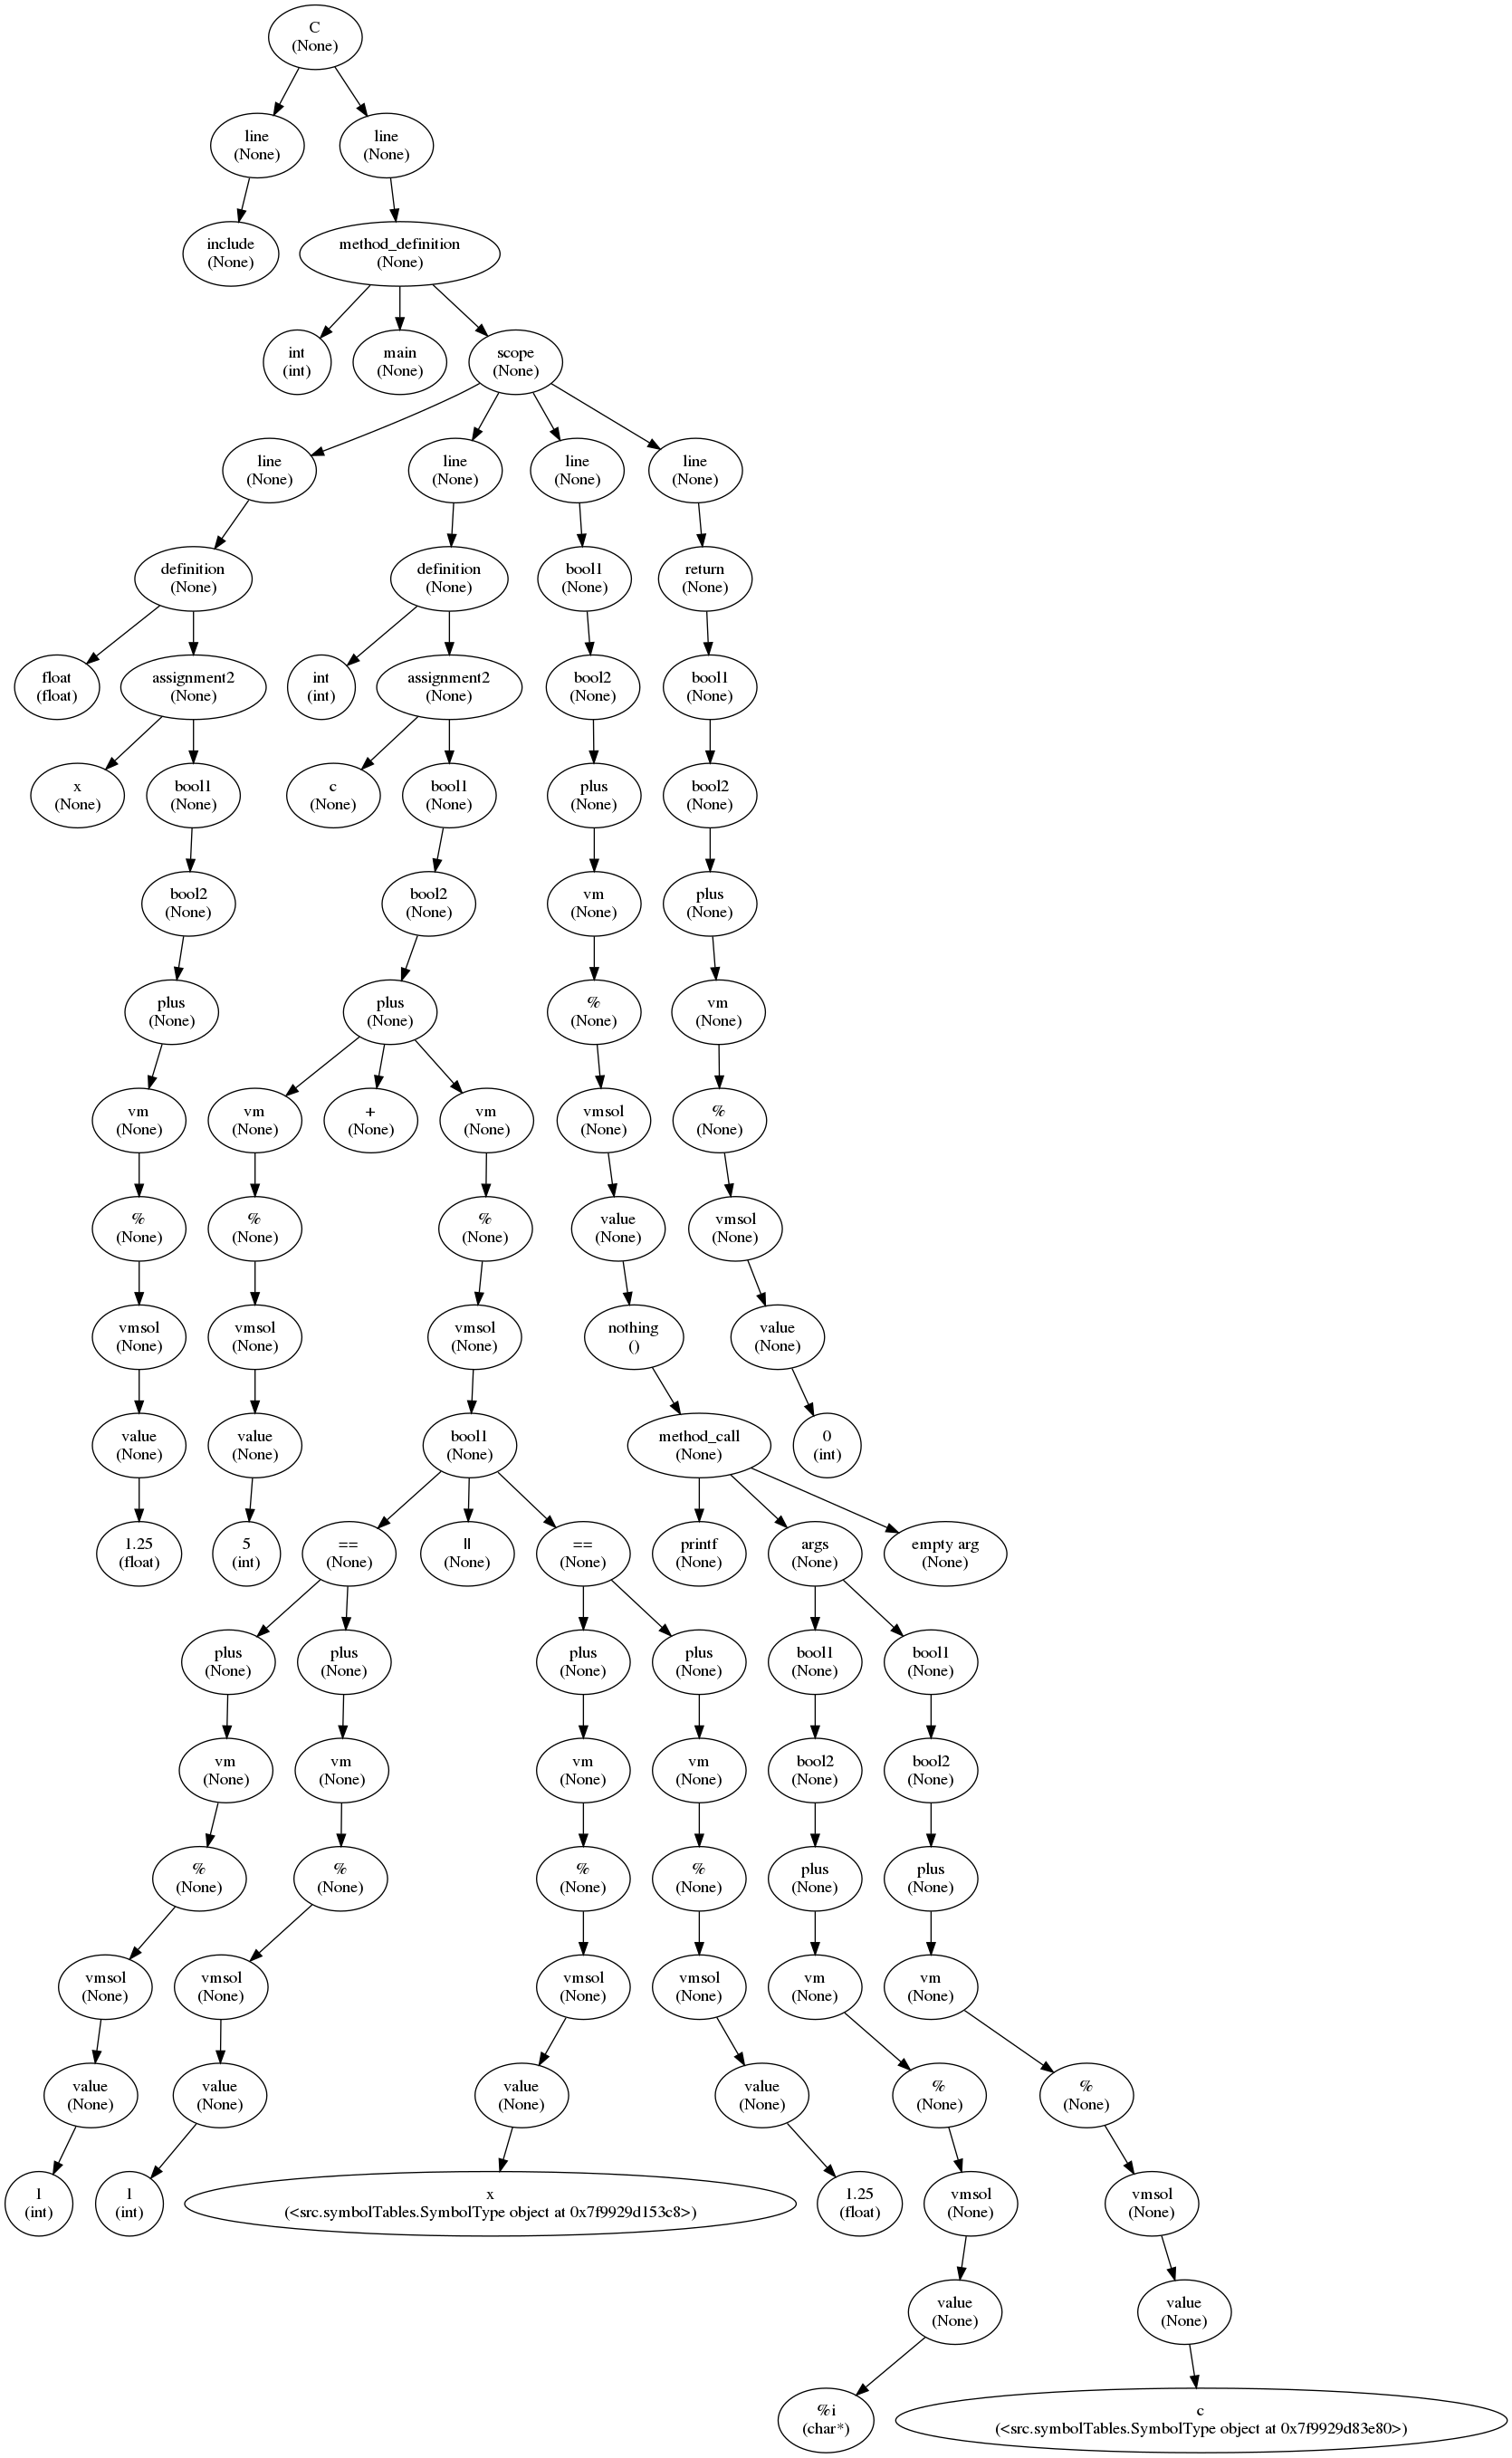 C
(None)
line
(None)
line
(None)
include
(None)
method_definition
(None)
int
(int)
main
(None)
scope
(None)
line
(None)
line
(None)
line
(None)
line
(None)
definition
(None)
definition
(None)
bool1
(None)
return
(None)
float
(float)
assignment2
(None)
int
(int)
assignment2
(None)
bool2
(None)
bool1
(None)
x
(None)
bool1
(None)
c
(None)
bool1
(None)
plus
(None)
bool2
(None)
bool2
(None)
bool2
(None)
vm
(None)
plus
(None)
plus
(None)
plus
(None)
%
(None)
vm
(None)
vm
(None)
vm
(None)
+
(None)
vm
(None)
vmsol
(None)
%
(None)
%
(None)
%
(None)
%
(None)
value
(None)
vmsol
(None)
vmsol
(None)
vmsol
(None)
vmsol
(None)
nothing
()
value
(None)
value
(None)
value
(None)
bool1
(None)
method_call
(None)
0
(int)
1.25
(float)
5
(int)
==
(None)
||
(None)
==
(None)
printf
(None)
args
(None)
empty arg
(None)
plus
(None)
plus
(None)
plus
(None)
plus
(None)
bool1
(None)
bool1
(None)
vm
(None)
vm
(None)
vm
(None)
vm
(None)
bool2
(None)
bool2
(None)
%
(None)
%
(None)
%
(None)
%
(None)
plus
(None)
plus
(None)
vmsol
(None)
vmsol
(None)
vmsol
(None)
vmsol
(None)
vm
(None)
vm
(None)
value
(None)
value
(None)
value
(None)
value
(None)
%
(None)
%
(None)
1
(int)
1
(int)
x
(<src.symbolTables.SymbolType object at 0x7f9929d153c8>)
1.25
(float)
vmsol
(None)
vmsol
(None)
value
(None)
value
(None)
%i
(char*)
c
(<src.symbolTables.SymbolType object at 0x7f9929d83e80>)